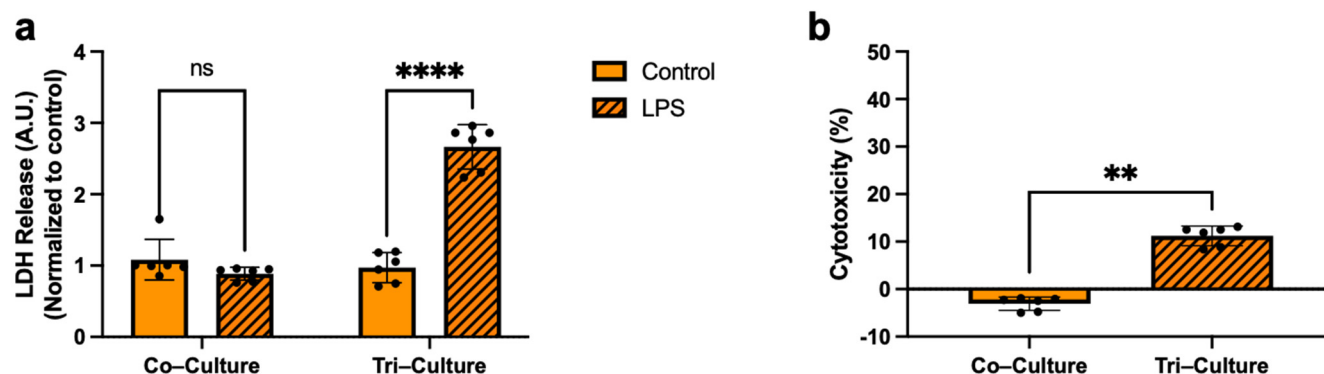 a
LDH Release (A.U.)
(Normalized to control)
4
3
2
1
0
ns
****
Co–Culture
Tri–Culture
Control
LPS
b
Cytotoxicity (%)
50
40
30
20
10
0
-10
**
Co–Culture
Tri–Culture